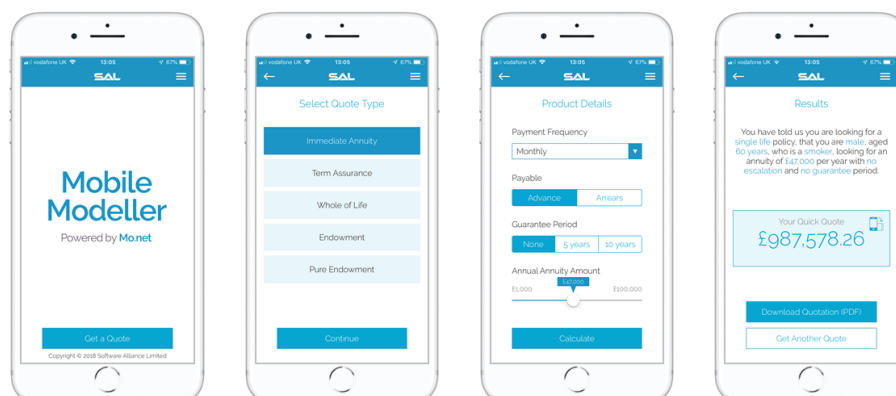 vodafone UK 13:05 67%
SAL
Mobile
Modeller
Powered by Mo.net
Get a Quote
Copyright © 2018 Software Alliance Limited
vodafone UK 13:05 67%
SAL
Select Quote Type
Immediate Annuity
Term Assurance
Whole of Life
Endowment
Pure Endowment
Continue
vodafone UK 13:05 67%
SAL
Product Details
Payment Frequency
Monthly
Payable
Advance Arrears
Guarantee Period
None 5 years 10 years
Annual Annuity Amount
£47,000
£1,000 £100,000
Calculate
vodafone UK 13:05 67%
SAL
Results
You have told us you are looking for a
single life policy, that you are male, aged
60 years, who is a smoker, looking for an
annuity of £47,000 per year with no
escalation and no guarantee period.
Your Quick Quote
£987,578.26
Download Quotation (PDF)
Get Another Quote